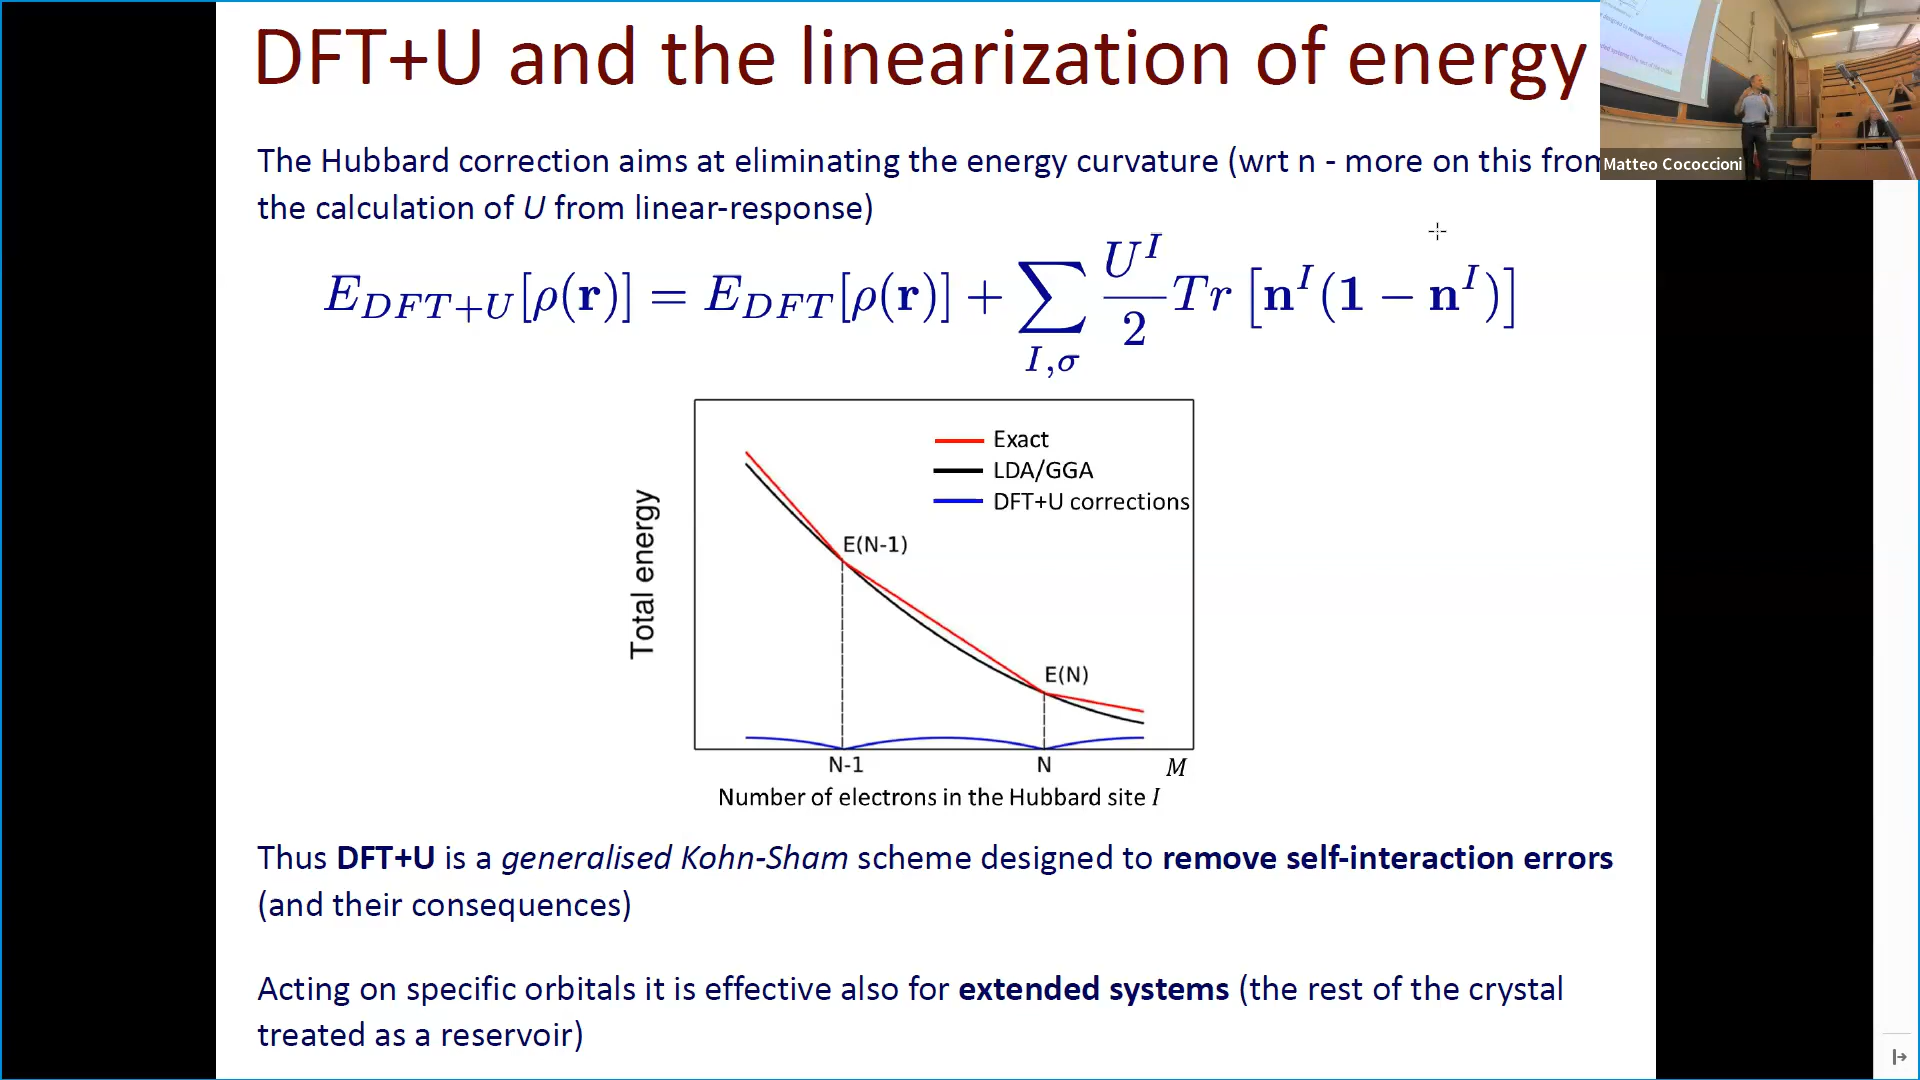 DFT+U and the linearization of energy
The Hubbard correction aims at eliminating the energy curvature (wrt n - more on this from
the calculation of U from linear-response)
E_{DFT+U}[ρ(r)] = E_{DFT}[ρ(r)] + ∑_{I,σ} U^I/2 Tr [n^I(1 − n^I)]
Exact
LDA/GGA
DFT+U corrections
E(N-1)
E(N)
Total energy
N-1
N
M
Number of electrons in the Hubbard site I
Thus DFT+U is a generalised Kohn-Sham scheme designed to remove self-interaction errors
(and their consequences)
Acting on specific orbitals it is effective also for extended systems (the rest of the crystal
treated as a reservoir)
Matteo Cococcioni